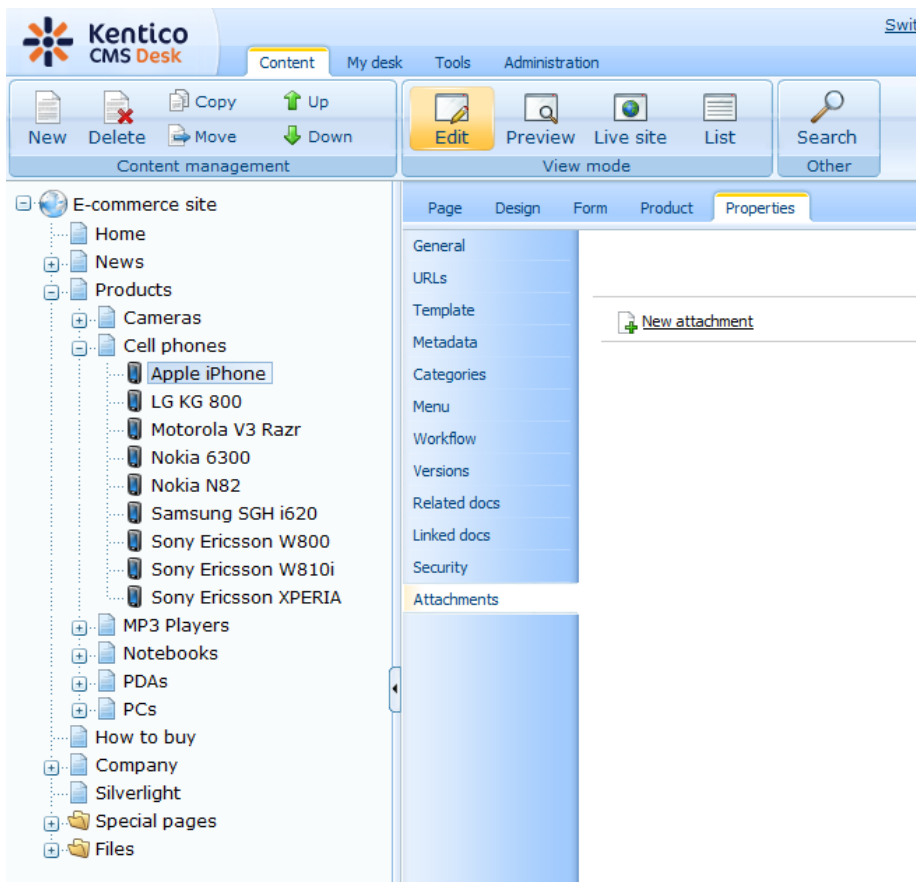 Kentico
CMS Desk
Swit
Content My desk Tools Administration
New Delete Copy Move Up Down
Content management
Edit Preview Live site List
View mode
Search
Other
E-commerce site
Home
News
Products
Cameras
Cell phones
Apple iPhone
LG KG 800
Motorola V3 Razr
Nokia 6300
Nokia N82
Samsung SGH i620
Sony Ericsson W800
Sony Ericsson W810i
Sony Ericsson XPERIA
MP3 Players
Notebooks
PDAs
PCs
How to buy
Company
Silverlight
Special pages
Files
Page Design Form Product Properties
General
URLs
Template
Metadata
Categories
Menu
Workflow
Versions
Related docs
Linked docs
Security
Attachments
New attachment